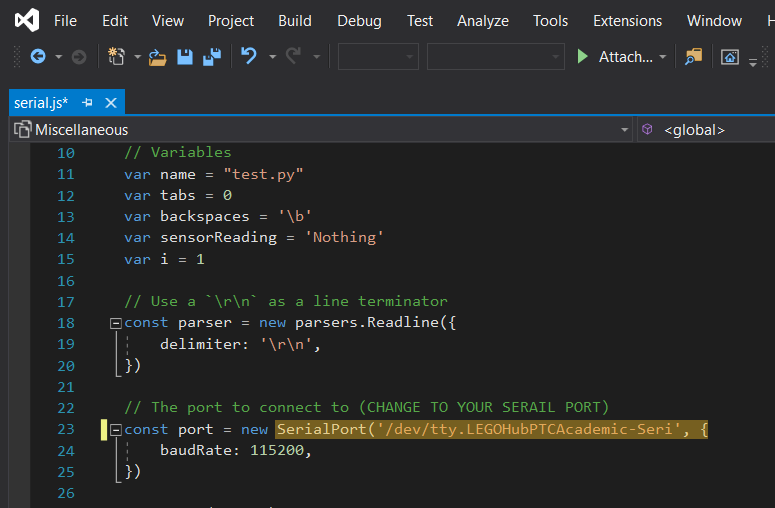 File Edit View Project Build Debug Test Analyze Tools Extensions Window
Attach...
serial.js*
Miscellaneous <global>
10 // Variables
11 var name = "test.py"
12 var tabs = 0
13 var backspaces = '\b'
14 var sensorReading = 'Nothing'
15 var i = 1
16
17 // Use a `\r\n` as a line terminator
18 const parser = new parsers.Readline({
19 delimiter: '\r\n',
20 })
21
22 // The port to connect to (CHANGE TO YOUR SERAIL PORT)
23 const port = new SerialPort('/dev/tty.LEGOHubPTCAcademic-Seri', {
24 baudRate: 115200,
25 })
26